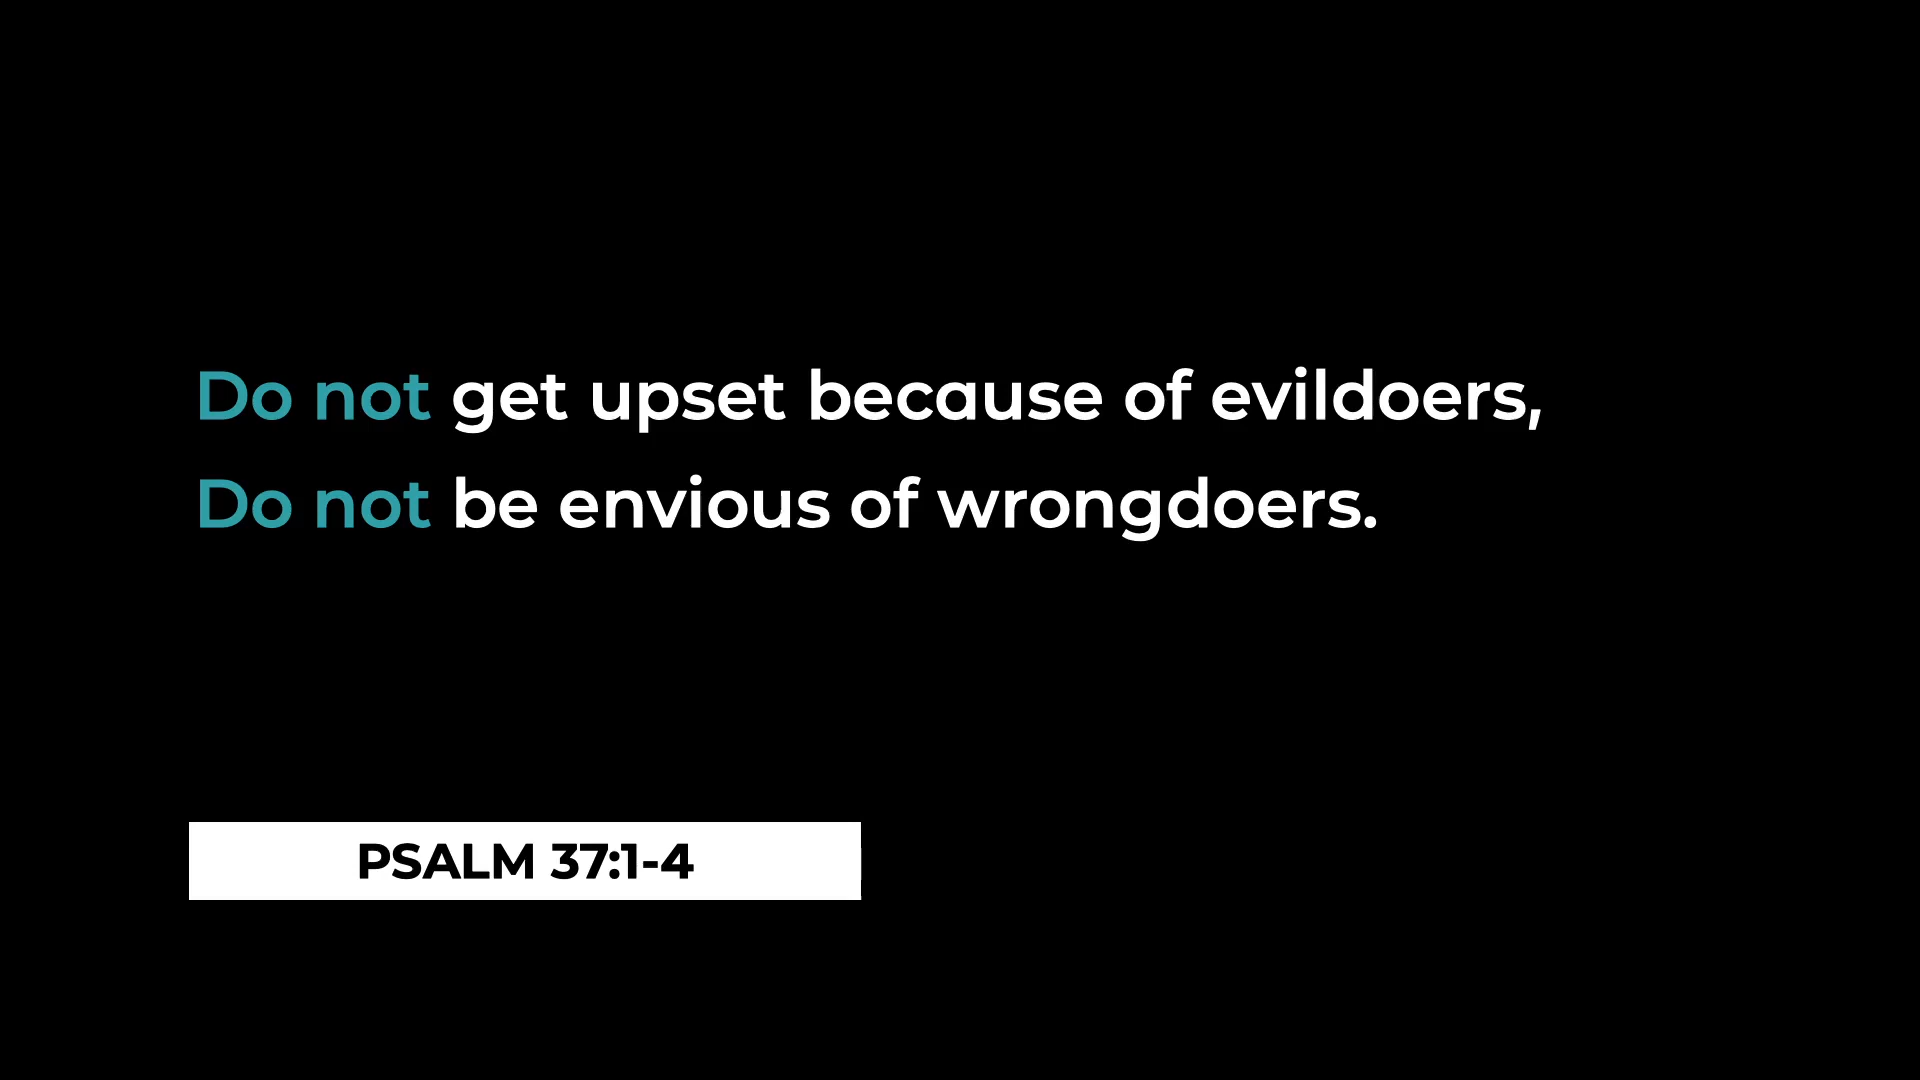 Do not get upset because of evildoers,
Do not be envious of wrongdoers.
PSALM 37:1-4